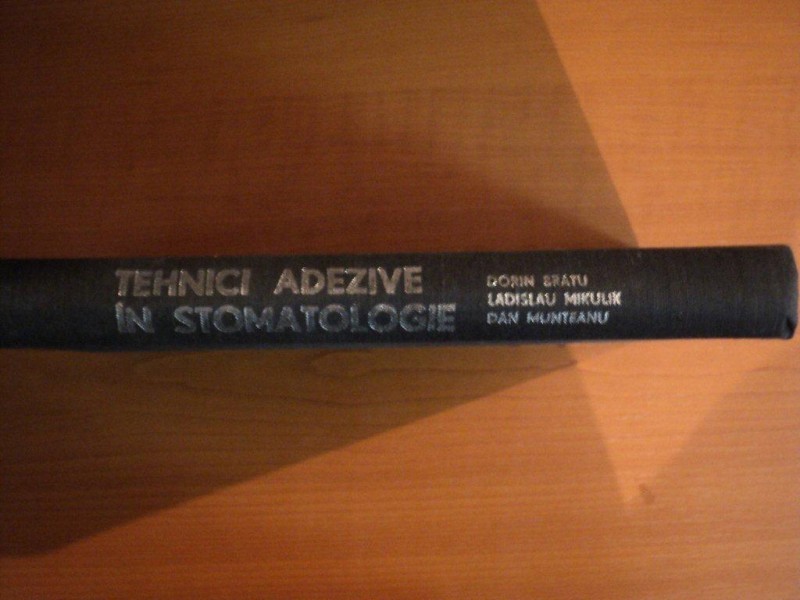 TEHNICI ADEZIVE
ÎN STOMATOLOGIE
DORIN BRATU
LADISLAU MIKULIK
DAN MUNTEANU